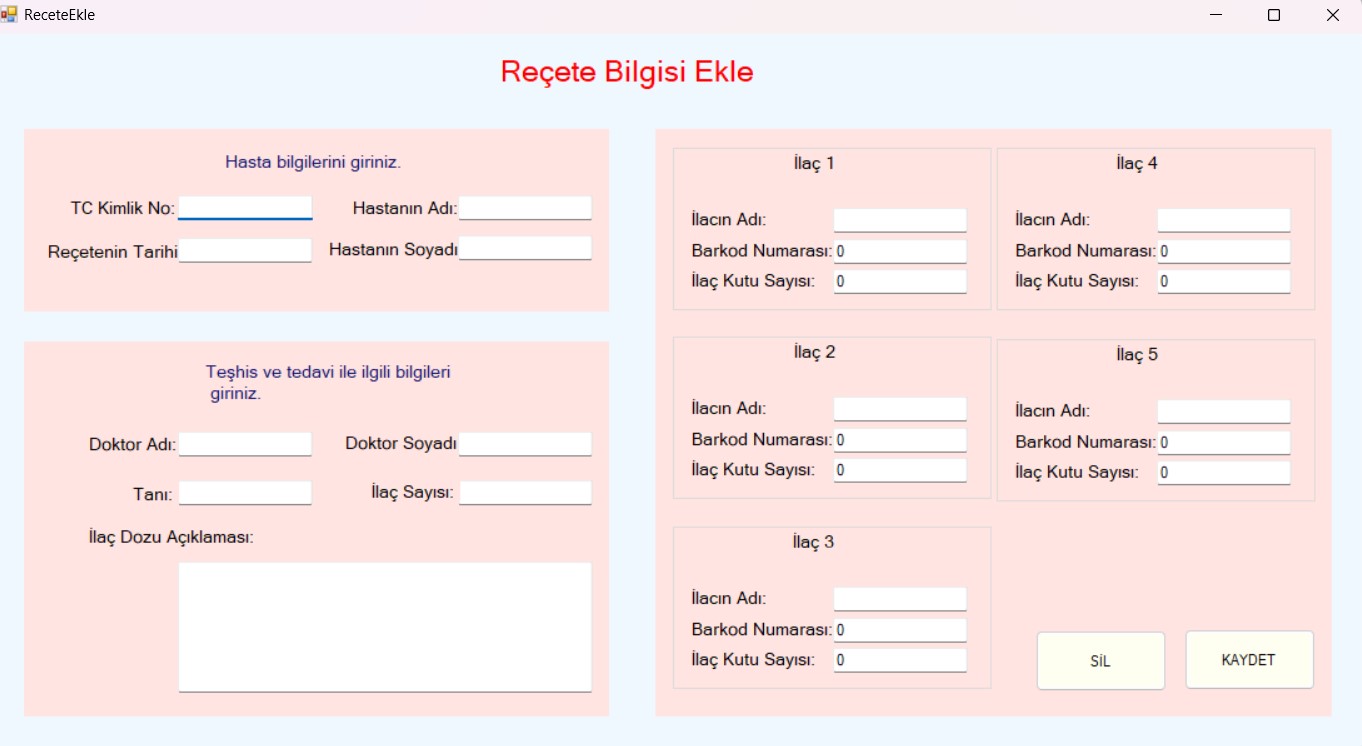 ReceteEkle
Reçete Bilgisi Ekle
Hasta bilgilerini giriniz.
TC Kimlik No:
Hastanın Adı:
Reçetenin Tarihi
Hastanın Soyadı
Teşhis ve tedavi ile ilgili bilgileri
giriniz.
Doktor Adı:
Doktor Soyadı
Tanı:
İlaç Sayısı:
İlaç Dozu Açıklaması:
İlaç 1
İlacın Adı:
Barkod Numarası: 0
İlaç Kutu Sayısı: 0
İlaç 2
İlacın Adı:
Barkod Numarası: 0
İlaç Kutu Sayısı: 0
İlaç 3
İlacın Adı:
Barkod Numarası: 0
İlaç Kutu Sayısı: 0
İlaç 4
İlacın Adı:
Barkod Numarası: 0
İlaç Kutu Sayısı: 0
İlaç 5
İlacın Adı:
Barkod Numarası: 0
İlaç Kutu Sayısı: 0
SİL
KAYDET